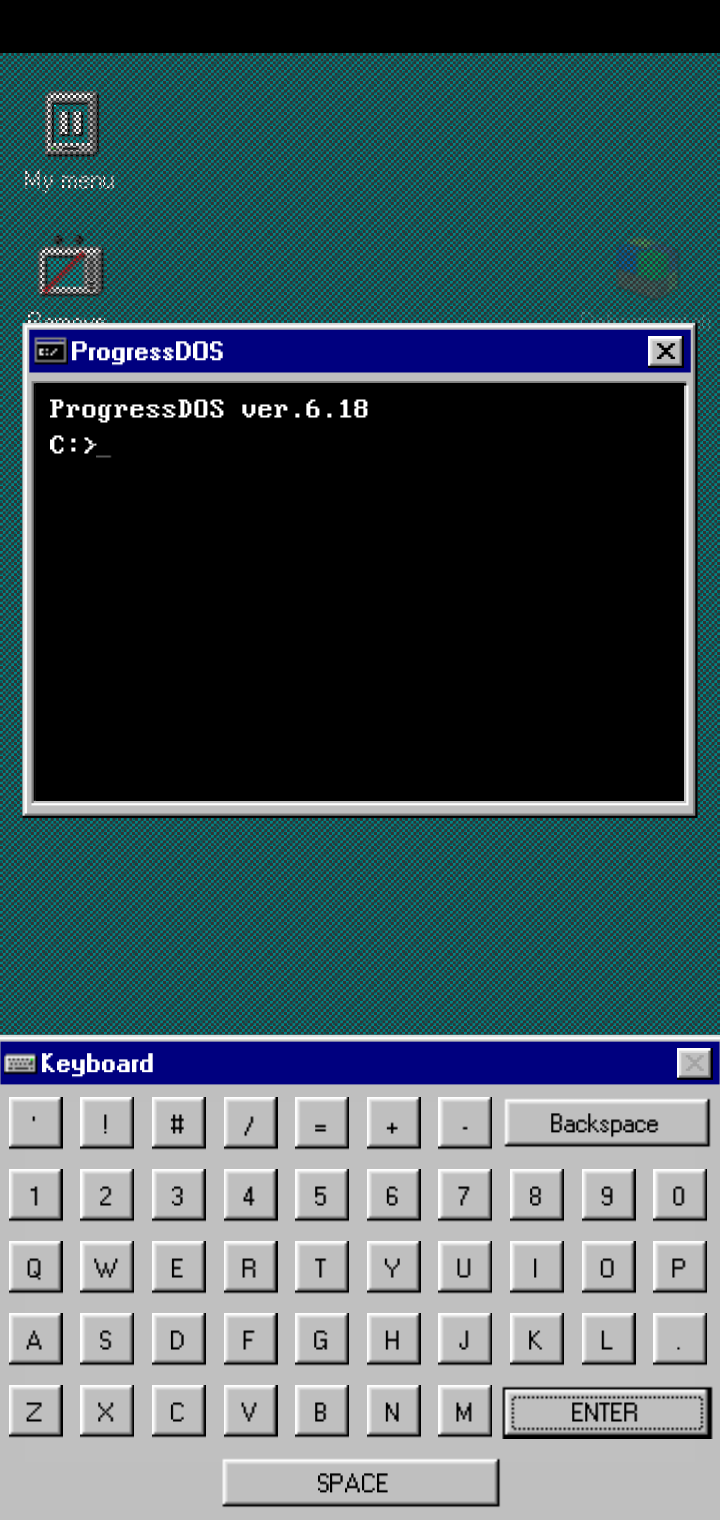 My menu
Remove
ProgressDOS
ProgressDOS ver.6.18
C:>_
Keyboard
' ! # / = + - Backspace
1 2 3 4 5 6 7 8 9 0
Q W E R T Y U I O P
A S D F G H J K L .
Z X C V B N M ENTER
SPACE